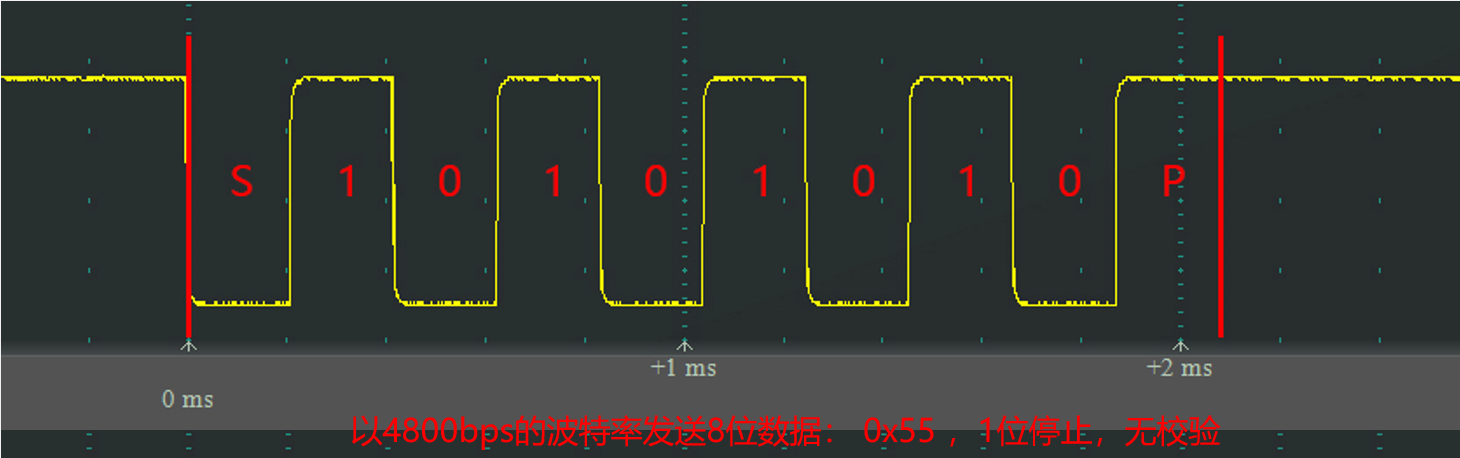 S 1 0 1 0 1 0 1 0 P
+1 ms
+2 ms
0 ms
以4800bps的波特率发送8位数据： 0x55 ，1位停止，无校验